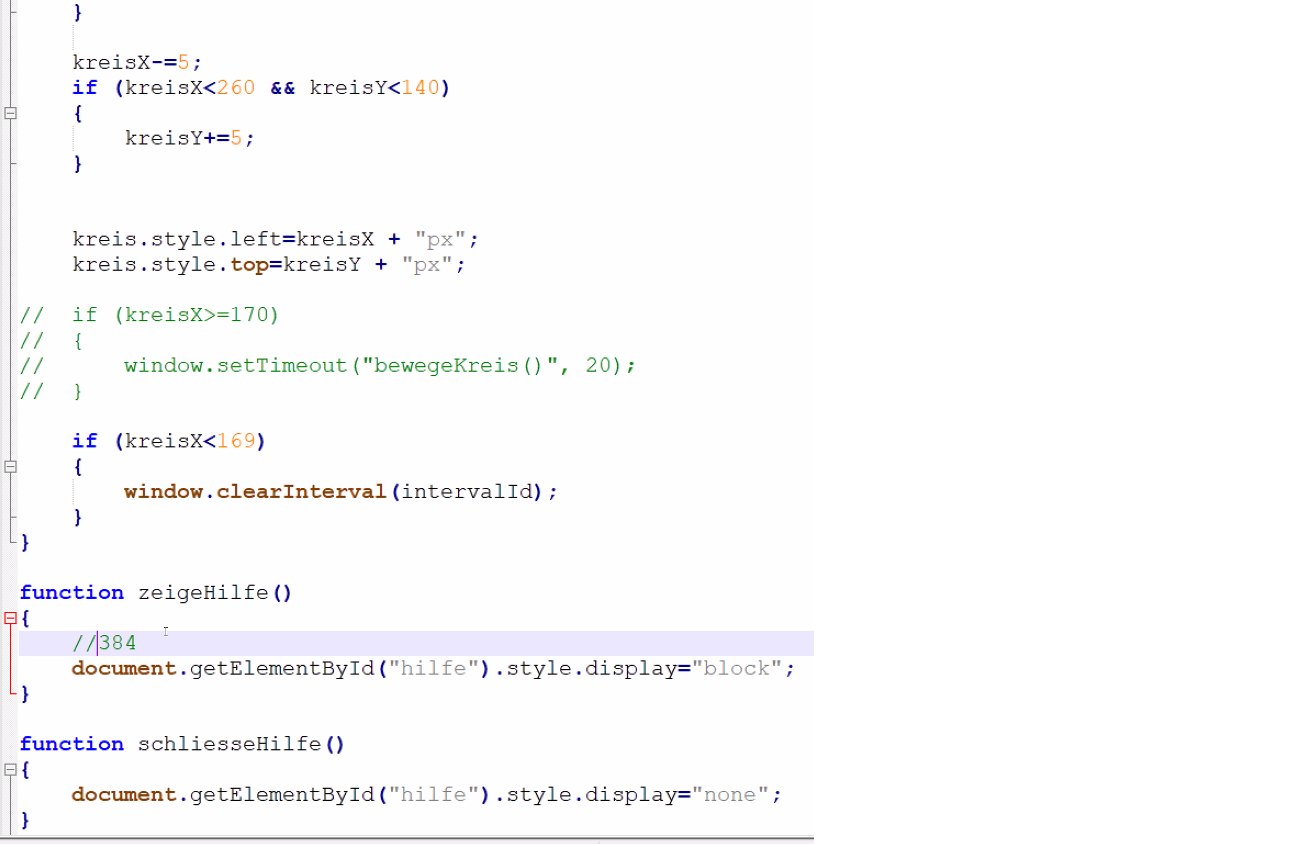 }
kreisX-=5;
if (kreisX<260 && kreisY<140)
{
kreisY+=5;
}
kreis.style.left=kreisX + "px";
kreis.style.top=kreisY + "px";
// if (kreisX>=170)
// {
// window.setTimeout("bewegeKreis()", 20);
// }
if (kreisX<169)
{
window.clearInterval(intervalId);
}
}
function zeigeHilfe()
{
//384
document.getElementById("hilfe").style.display="block";
}
function schliesseHilfe()
{
document.getElementById("hilfe").style.display="none";
}